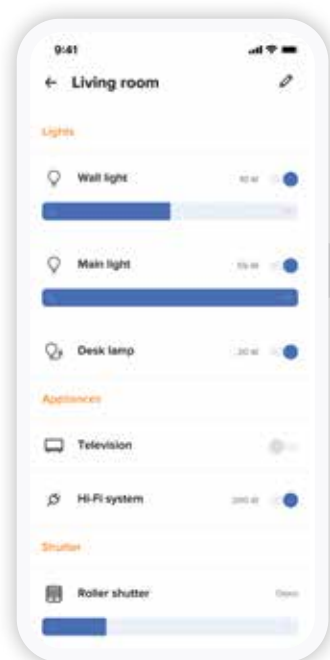 9:41
Living room
Lights
Wall light
Main light
Desk lamp
Appliances
Television
Hi-Fi system
Shutter
Roller shutter